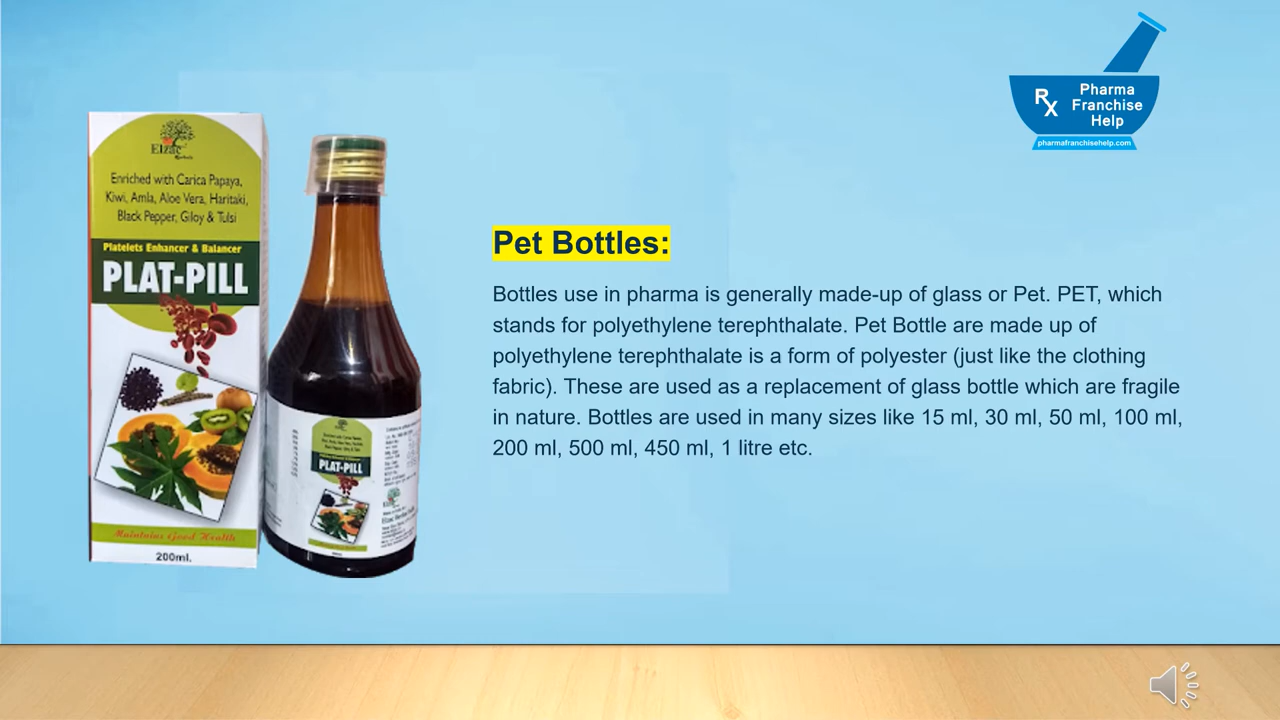 Rx
Pharma
Franchise
Help
pharmafranchisehelp.com
Elzac
Herbals
Enriched with Carica Papaya,
Kiwi, Amla, Aloe Vera, Haritaki,
Black Pepper, Giloy & Tulsi
Platelets Enhancer & Balancer
PLAT-PILL
Maintains Good Health
200ml.
PLAT-PILL
Pet Bottles:
Bottles use in pharma is generally made-up of glass or Pet. PET, which
stands for polyethylene terephthalate. Pet Bottle are made up of
polyethylene terephthalate is a form of polyester (just like the clothing
fabric). These are used as a replacement of glass bottle which are fragile
in nature. Bottles are used in many sizes like 15 ml, 30 ml, 50 ml, 100 ml,
200 ml, 500 ml, 450 ml, 1 litre etc.